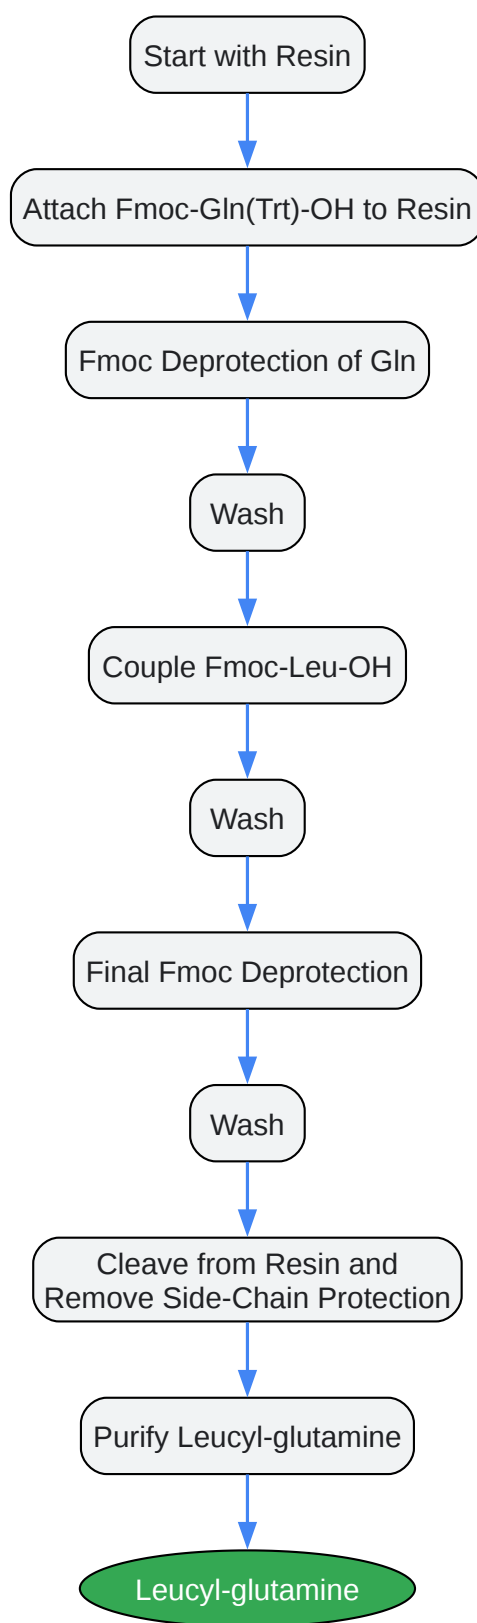 Start with Resin
Attach Fmoc-Gln(Trt)-OH to Resin
Fmoc Deprotection of Gln
Wash
Couple Fmoc-Leu-OH
Wash
Final Fmoc Deprotection
Wash
Cleave from Resin and
Remove Side-Chain Protection
Purify Leucyl-glutamine
Leucyl-glutamine